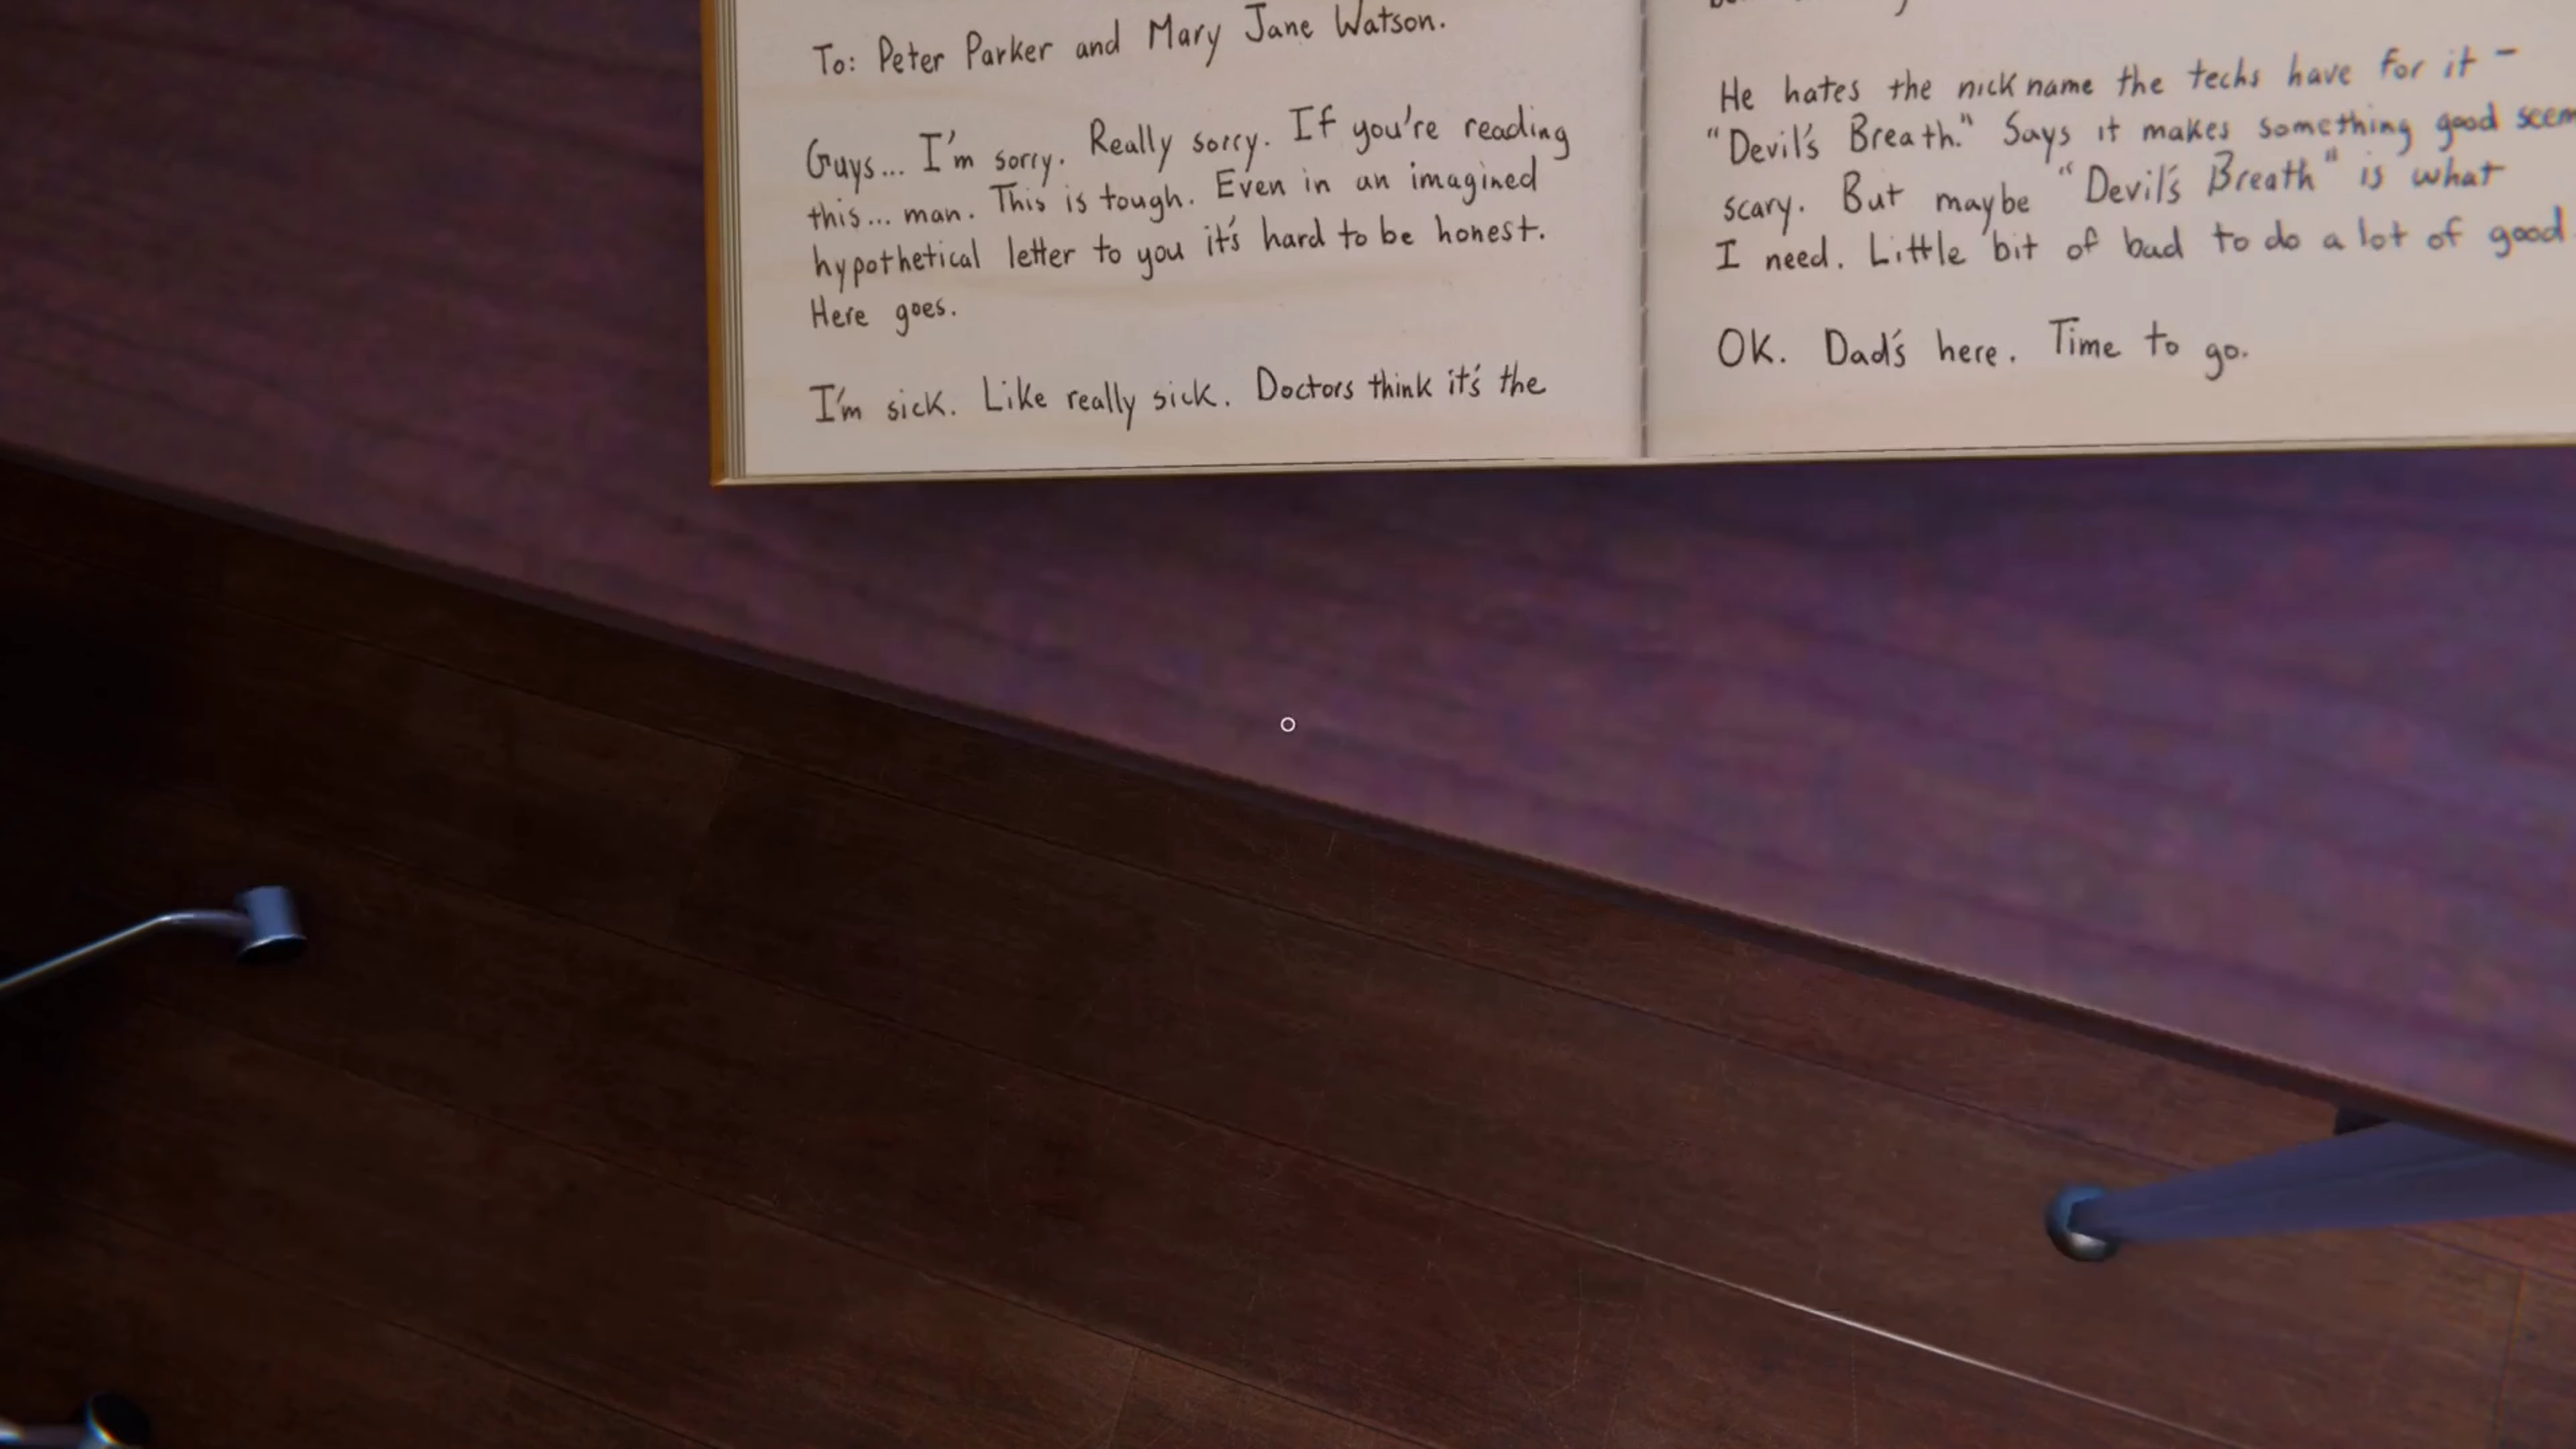 To: Peter Parker and Mary Jane Watson.
Guys... I'm sorry. Really sorry. If you're reading
this... man. This is tough. Even in an imagined
hypothetical letter to you it's hard to be honest.
Here goes.
I'm sick. Like really sick. Doctors think it's the
He hates the nickname the techs have for it -
"Devil's Breath." Says it makes something good seem
scary. But maybe "Devil's Breath" is what
I need. Little bit of bad to do a lot of good.
OK. Dad's here. Time to go.